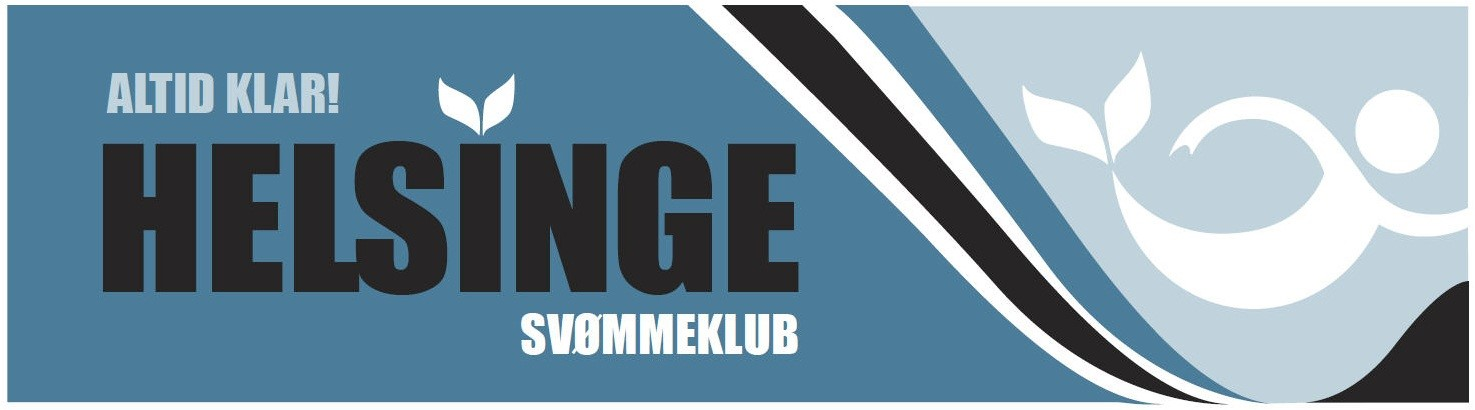 ALTID KLAR!
HELSINGE
SVØMMEKLUB